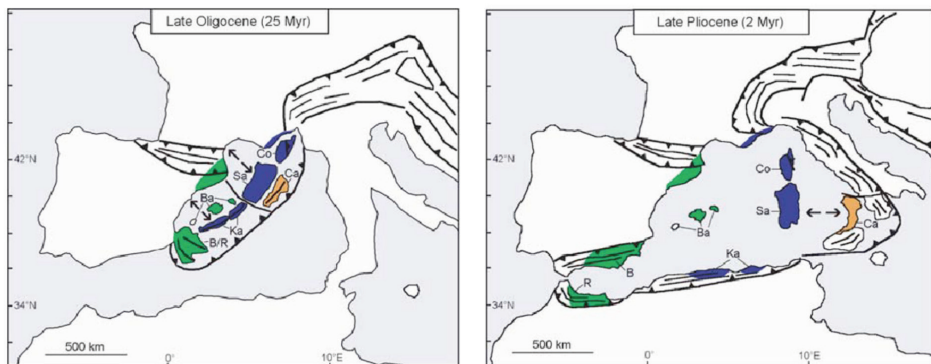 Late Oligocene (25 Myr)
42°N
34°N
Co
Sa
Ca
Ba
Ka
B/R
500 km
0°
10°E
Late Pliocene (2 Myr)
42°N
34°N
Co
Sa
Ca
Ba
Ka
B
R
500 km
0°
10°E